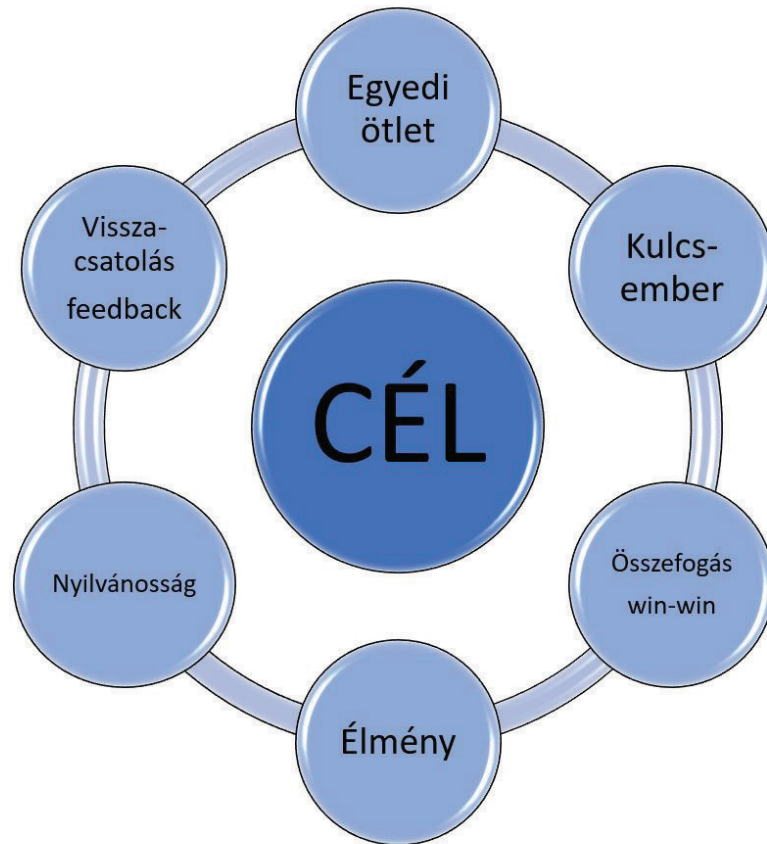 Egyedi
ötlet
Kulcs-
ember
Összefogás
win-win
Élmény
Nyilvánosság
Vissza-
csatolás
feedback
CÉL